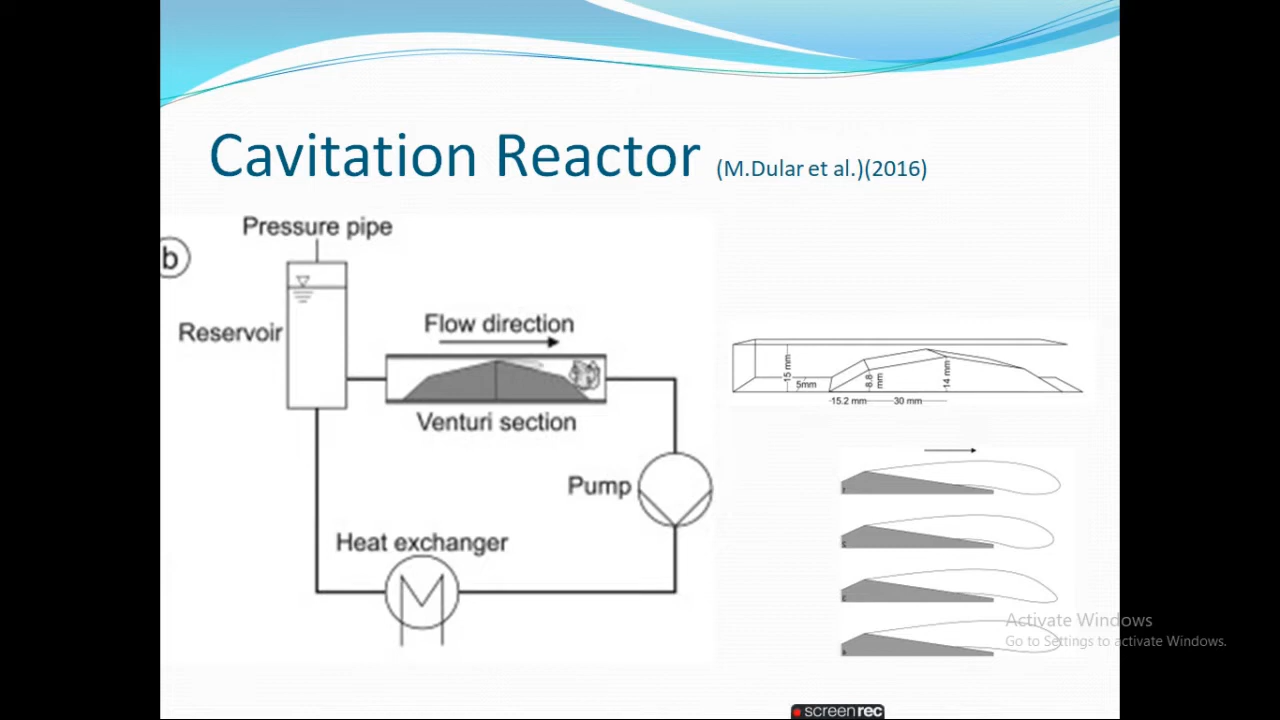 Cavitation Reactor (M.Dular et al.)(2016)
b
Pressure pipe
Reservoir
Flow direction
Venturi section
Pump
Heat exchanger
15 mm
5mm
8.8 mm
14 mm
15.2 mm
30 mm
Activate Windows
Go to Settings to activate Windows.
screenrec